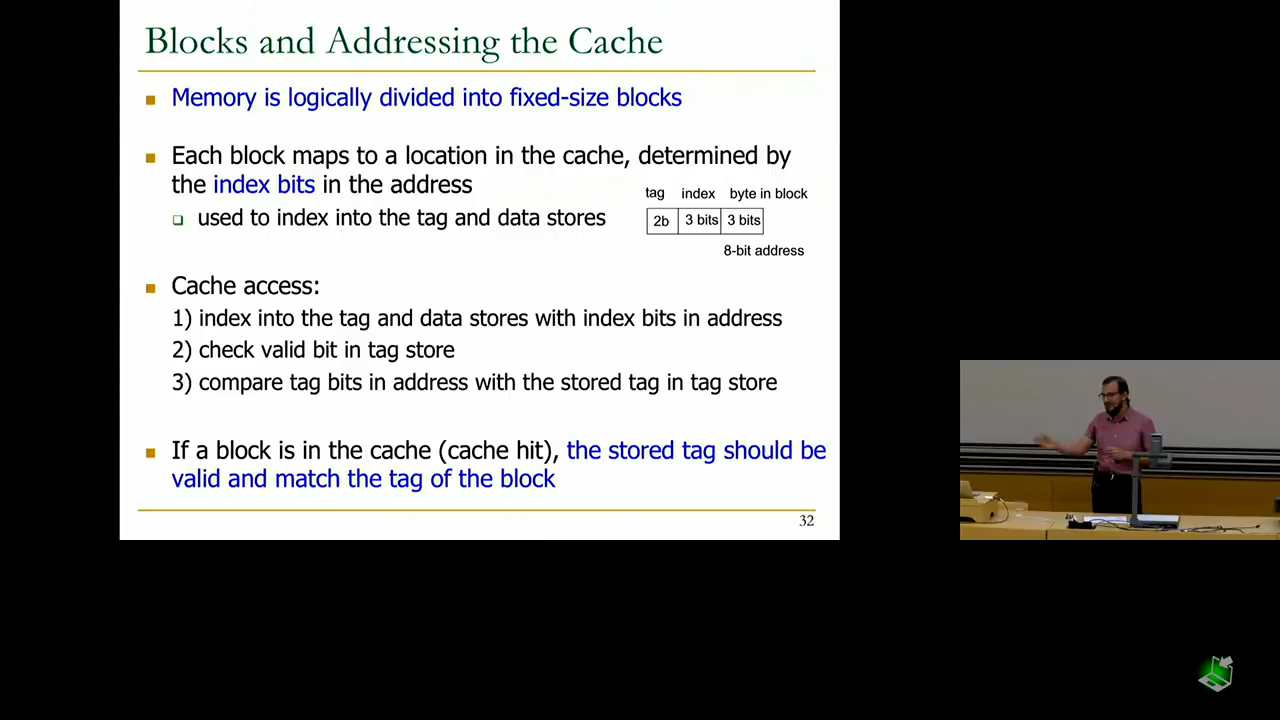 Blocks and Addressing the Cache
Memory is logically divided into fixed-size blocks
Each block maps to a location in the cache, determined by
the index bits in the address
used to index into the tag and data stores
tag index byte in block
2b 3 bits 3 bits
8-bit address
Cache access:
1) index into the tag and data stores with index bits in address
2) check valid bit in tag store
3) compare tag bits in address with the stored tag in tag store
If a block is in the cache (cache hit), the stored tag should be
valid and match the tag of the block
32